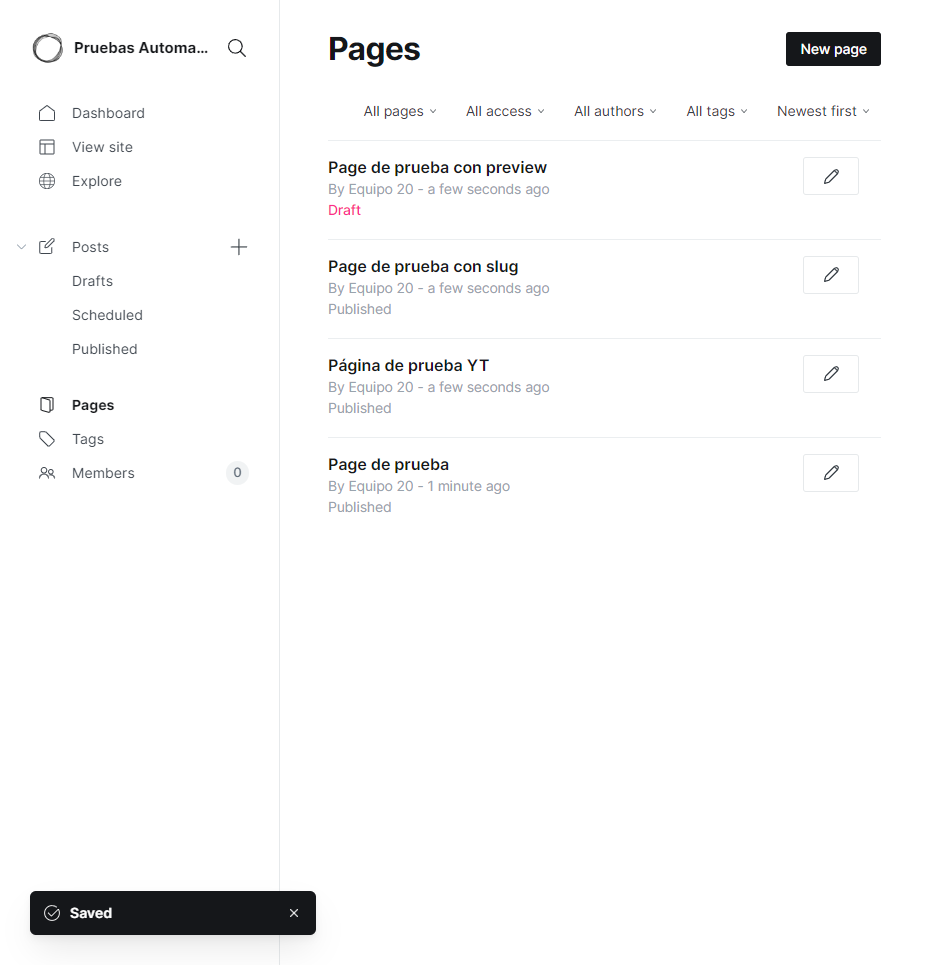 Pruebas Automa...
Dashboard
View site
Explore
Posts
Drafts
Scheduled
Published
Pages
Tags
Members 0
Pages
New page
All pages All access All authors All tags Newest first
Page de prueba con preview
By Equipo 20 - a few seconds ago
Draft
Page de prueba con slug
By Equipo 20 - a few seconds ago
Published
Página de prueba YT
By Equipo 20 - a few seconds ago
Published
Page de prueba
By Equipo 20 - 1 minute ago
Published
Saved